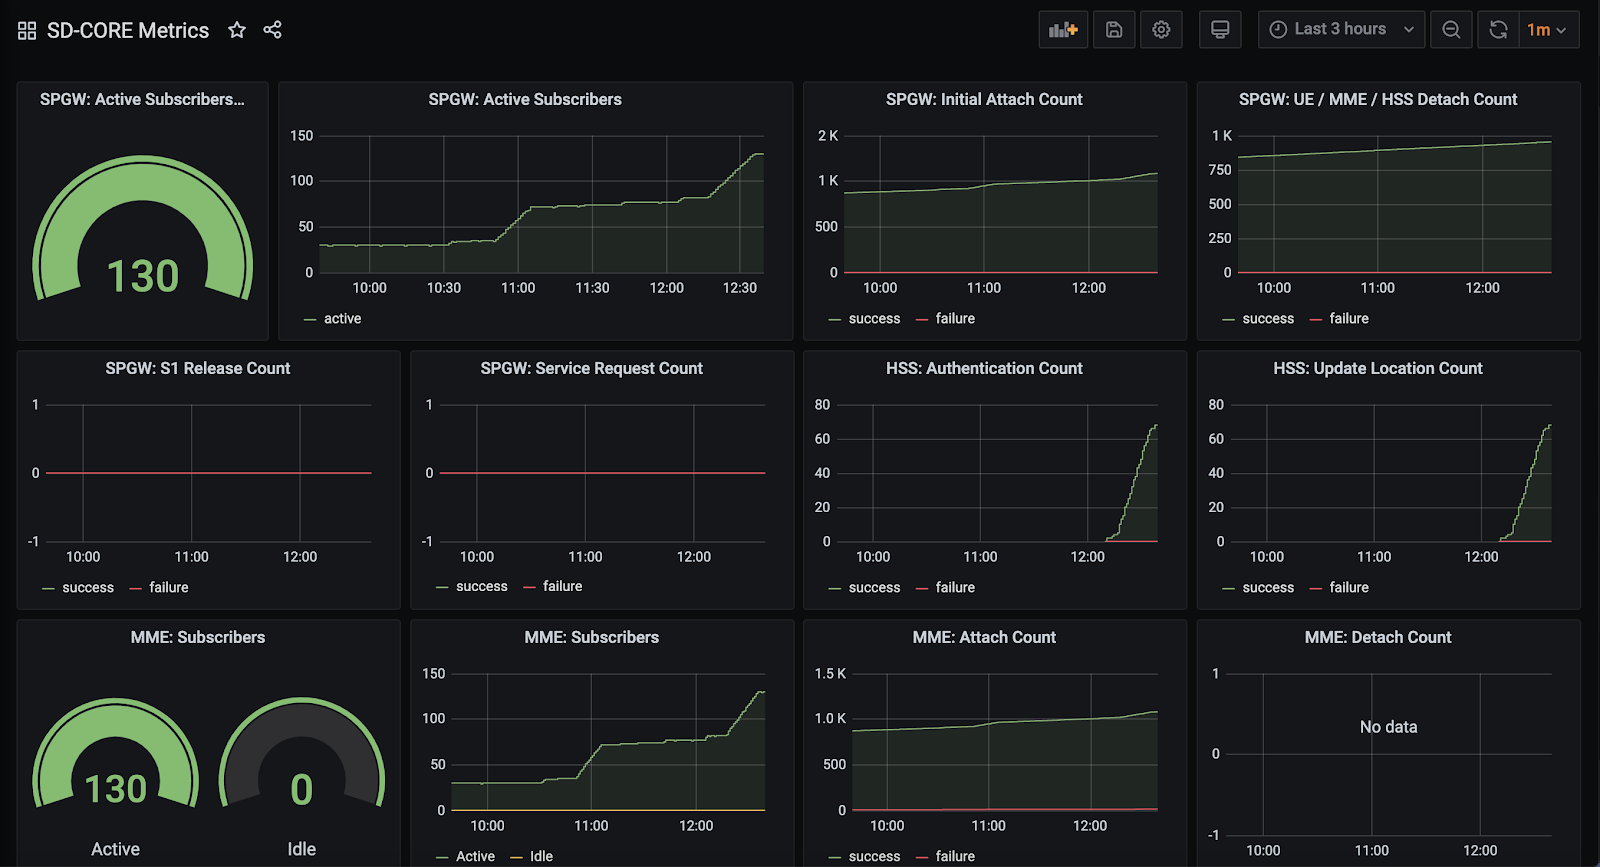 SD-CORE Metrics
Last 3 hours
1m
SPGW: Active Subscribers...
130
SPGW: Active Subscribers
150
100
50
0
10:00 10:30 11:00 11:30 12:00 12:30
active
SPGW: Initial Attach Count
2 K
1 K
500
0
10:00 11:00 12:00
success failure
SPGW: UE / MME / HSS Detach Count
1 K
750
500
250
0
10:00 11:00 12:00
success failure
SPGW: S1 Release Count
1
0
-1
10:00 11:00 12:00
success failure
SPGW: Service Request Count
1
0
-1
10:00 11:00 12:00
success failure
HSS: Authentication Count
80
60
40
20
0
10:00 11:00 12:00
success failure
HSS: Update Location Count
80
60
40
20
0
10:00 11:00 12:00
success failure
MME: Subscribers
130 0
Active Idle
MME: Subscribers
150
100
50
0
10:00 11:00 12:00
Active Idle
MME: Attach Count
1.5 K
1.0 K
500
0
10:00 11:00 12:00
success failure
MME: Detach Count
1
No data
0
-1
10:00 11:00 12:00